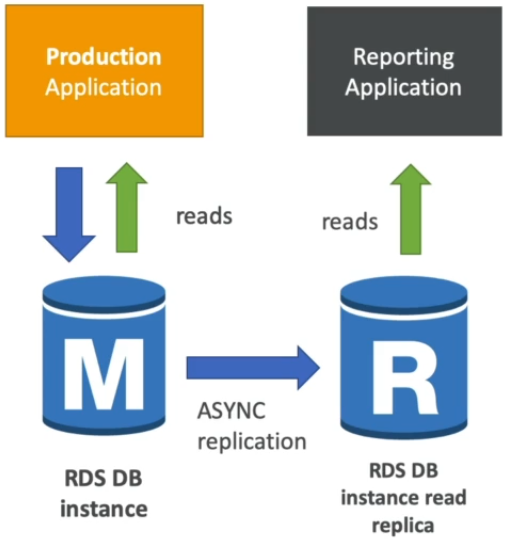 Production
Application
Reporting
Application
reads
reads
M
R
ASYNC
replication
RDS DB
instance
RDS DB
instance read
replica